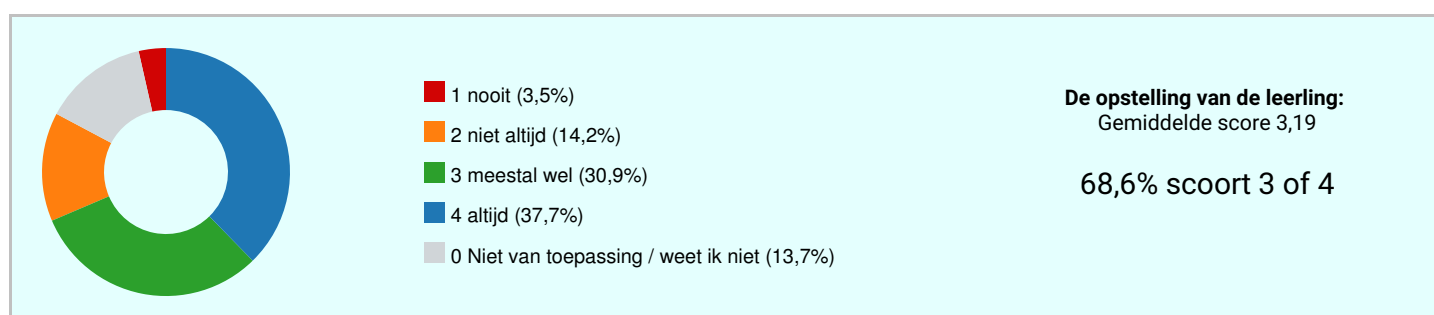 1 nooit (3,5%)
2 niet altijd (14,2%)
3 meestal wel (30,9%)
4 altijd (37,7%)
0 Niet van toepassing / weet ik niet (13,7%)
De opstelling van de leerling:
Gemiddelde score 3,19
68,6% scoort 3 of 4